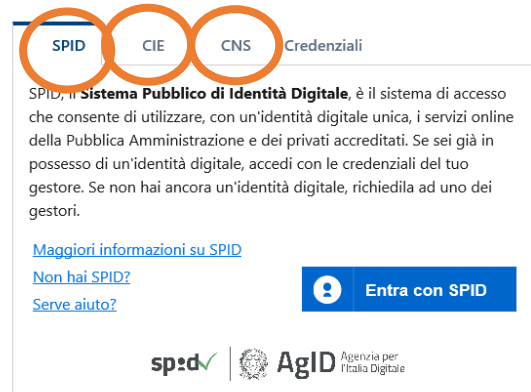 SPID CIE CNS Credenziali
SPID, il Sistema Pubblico di Identità Digitale, è il sistema di accesso
che consente di utilizzare, con un'identità digitale unica, i servizi online
della Pubblica Amministrazione e dei privati accreditati. Se sei già in
possesso di un'identità digitale, accedi con le credenziali del tuo
gestore. Se non hai ancora un'identità digitale, richiedila ad uno dei
gestori.
Maggiori informazioni su SPID
Non hai SPID?
Serve aiuto?
Entra con SPID
spid AgID Agenzia per
l'Italia Digitale